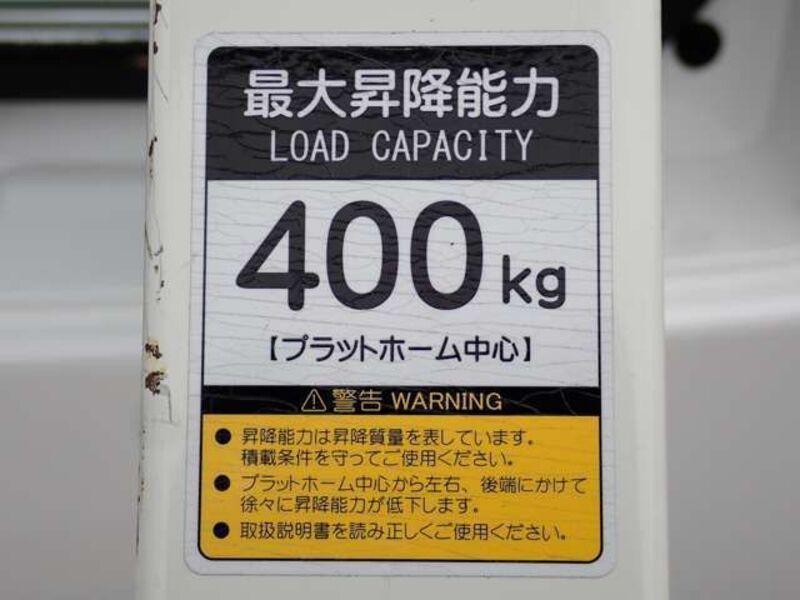 最大昇降能力
LOAD CAPACITY
400kg
【プラットホーム中心】
⚠警告 WARNING
● 昇降能力は昇降質量を表しています。
積載条件を守ってご使用ください。
● プラットホーム中心から左右、後端にかけて
徐々に昇降能力が低下します。
● 取扱説明書を読み正しくご使用ください。